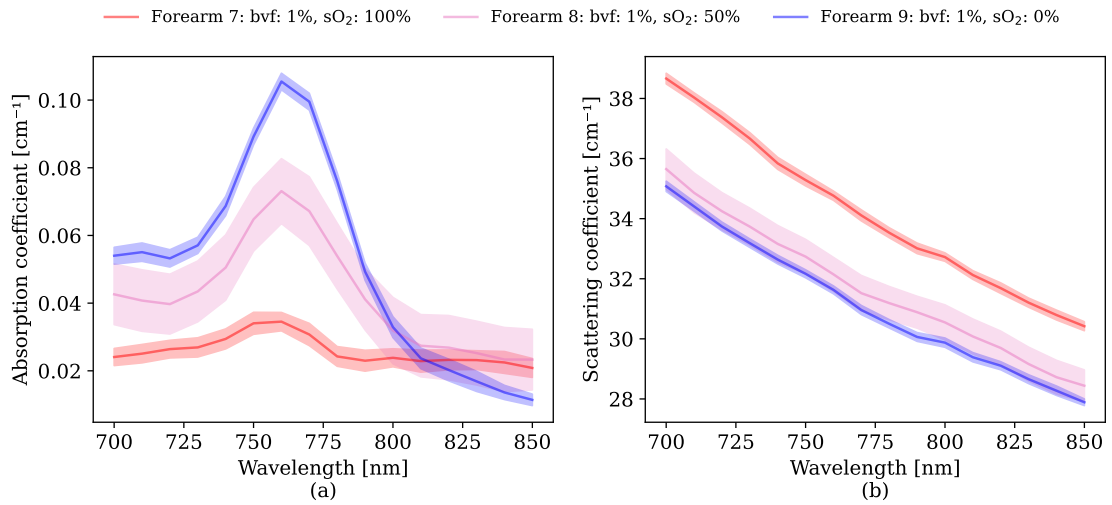 Forearm 7: bvf: 1%, sO₂: 100% Forearm 8: bvf: 1%, sO₂: 50% Forearm 9: bvf: 1%, sO₂: 0%
Absorption coefficient [cm⁻¹]
0.10
0.08
0.06
0.04
0.02
700 725 750 775 800 825 850
Wavelength [nm]
(a)
Scattering coefficient [cm⁻¹]
38
36
34
32
30
28
700 725 750 775 800 825 850
Wavelength [nm]
(b)